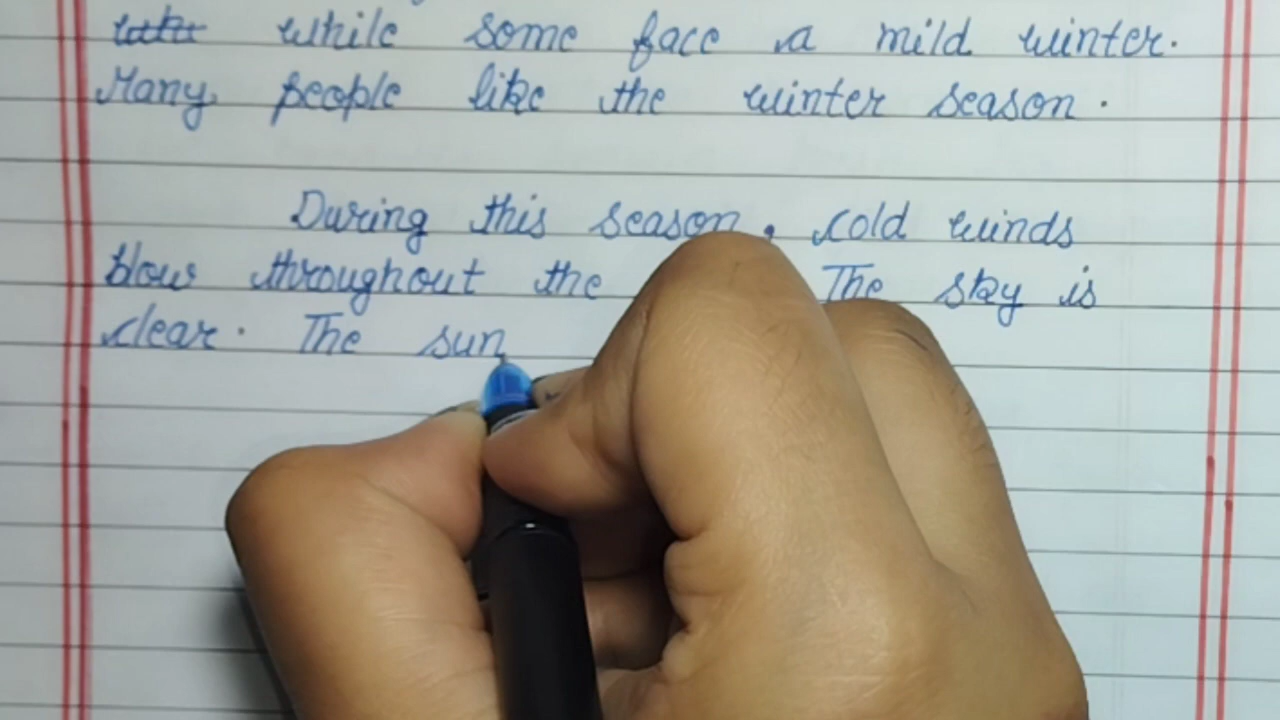 while some face a mild winter.
Many people like the winter season.
During this season, cold winds
blow throughout the The sky is
clear. The sun